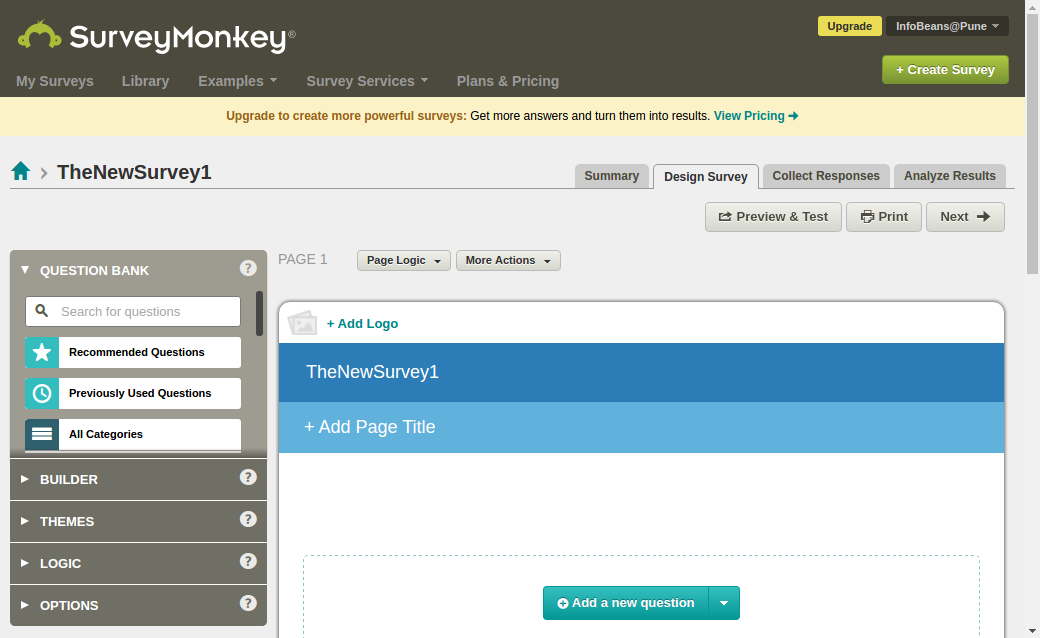 SurveyMonkey®
Upgrade
InfoBeans@Pune
My Surveys Library Examples Survey Services Plans & Pricing
+ Create Survey
Upgrade to create more powerful surveys: Get more answers and turn them into results. View Pricing
TheNewSurvey1
Summary Design Survey Collect Responses Analyze Results
Preview & Test Print Next
QUESTION BANK ?
Search for questions
Recommended Questions
Previously Used Questions
All Categories
BUILDER ?
THEMES ?
LOGIC ?
OPTIONS ?
PAGE 1 Page Logic More Actions
+ Add Logo
TheNewSurvey1
+ Add Page Title
Add a new question